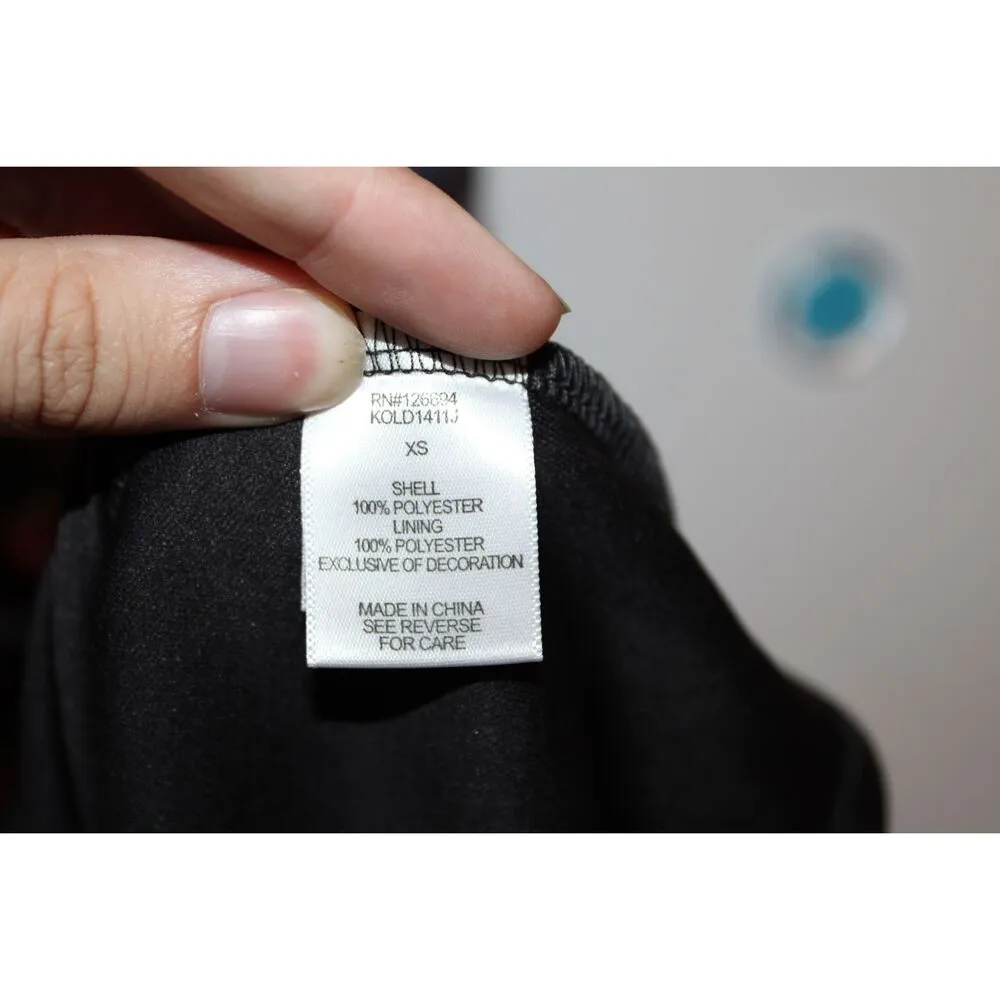 RN#126694
KOLD1411J
XS
SHELL
100% POLYESTER
LINING
100% POLYESTER
EXCLUSIVE OF DECORATION
MADE IN CHINA
SEE REVERSE
FOR CARE